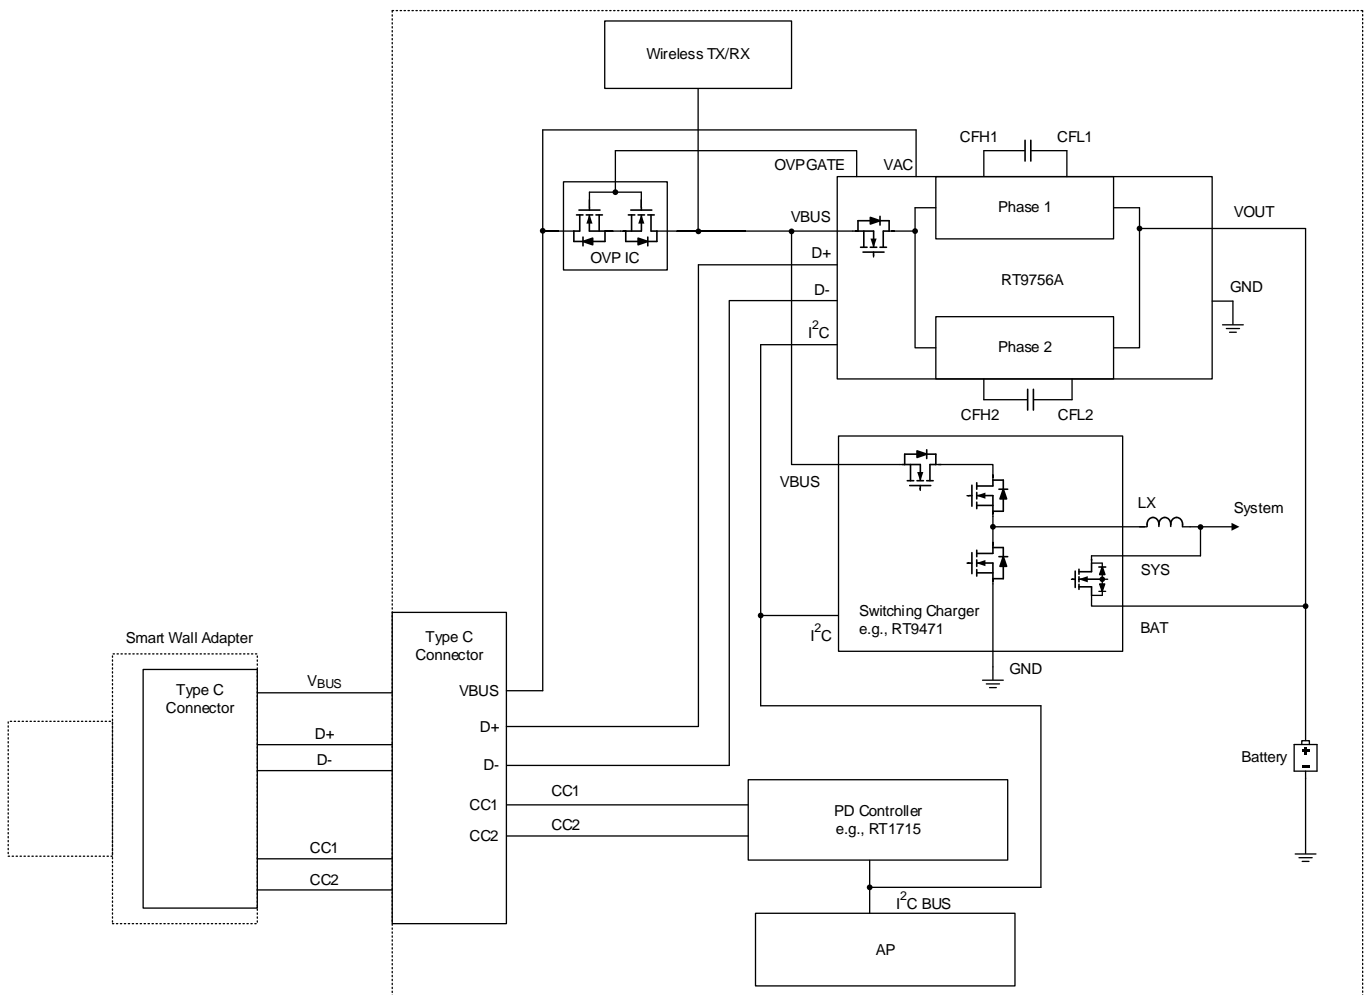 Wireless TX/RX
CFH1
CFL1
OVPGATE
VAC
Phase 1
VBUS
VOUT
OVP IC
D+
RT9756A
D-
GND
I²C
Phase 2
CFH2
CFL2
VBUS
LX
System
SYS
Switching Charger
e.g., RT9471
I²C
BAT
GND
Smart Wall Adapter
Type C
Connector
Type C
Connector
VBUS
VBUS
D+
D+
D-
D-
Battery
+
-
CC1
CC1
PD Controller
e.g., RT1715
CC2
CC2
CC1
CC2
I²C BUS
AP